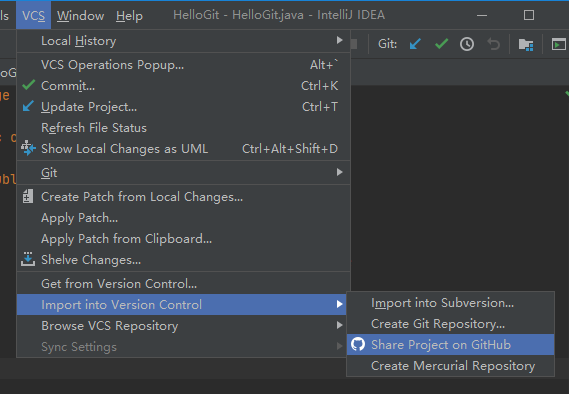 ls VCS Window Help HelloGit - HelloGit.java - IntelliJ IDEA
Local History
Git:
VCS Operations Popup... Alt+`
Commit... Ctrl+K
Update Project... Ctrl+T
Refresh File Status
Show Local Changes as UML Ctrl+Alt+Shift+D
Git
Create Patch from Local Changes...
Apply Patch...
Apply Patch from Clipboard...
Shelve Changes...
Get from Version Control...
Import into Version Control
Browse VCS Repository
Sync Settings
Import into Subversion...
Create Git Repository...
Share Project on GitHub
Create Mercurial Repository